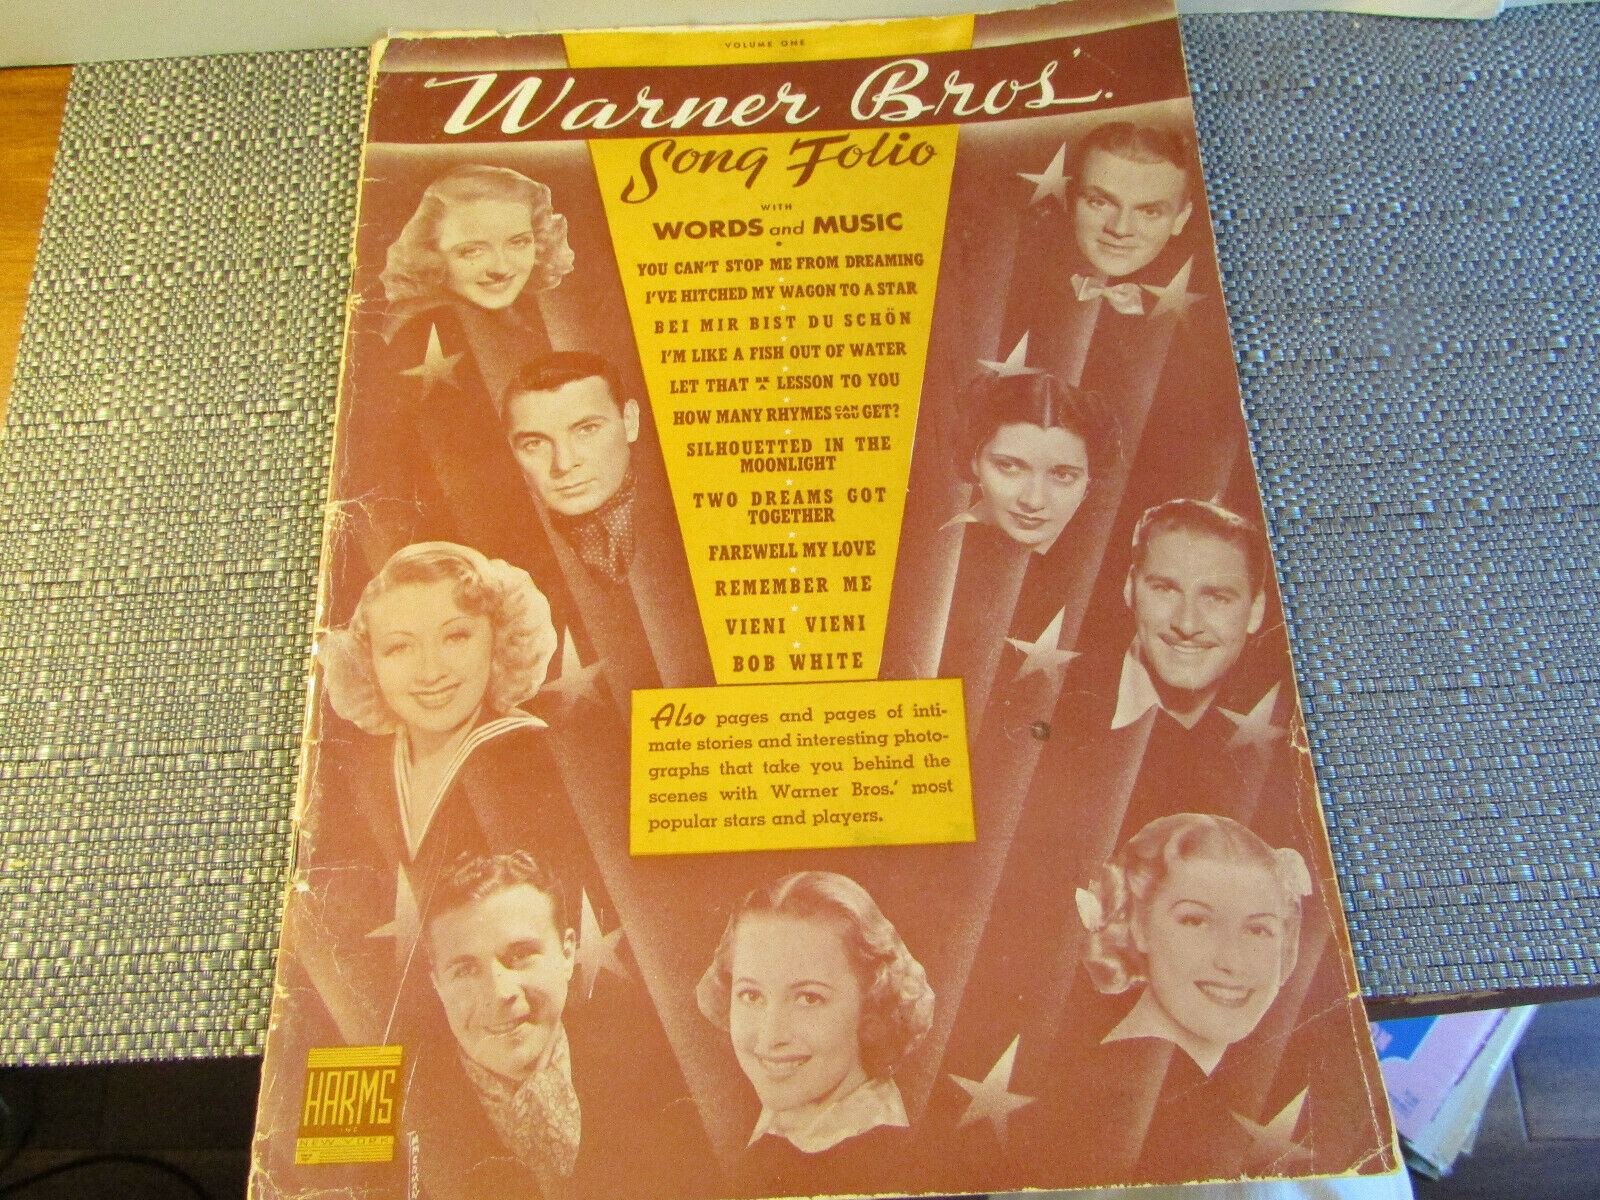 VOLUME ONE
Warner Bros.'
Song Folio
WITH
WORDS and MUSIC
YOU CAN'T STOP ME FROM DREAMING
I'VE HITCHED MY WAGON TO A STAR
BEI MIR BIST DU SCHÖN
I'M LIKE A FISH OUT OF WATER
LET THAT BE A LESSON TO YOU
HOW MANY RHYMES CAN YOU GET?
SILHOUETTED IN THE
MOONLIGHT
TWO DREAMS GOT
TOGETHER
FAREWELL MY LOVE
REMEMBER ME
VIENI VIENI
BOB WHITE
Also pages and pages of inti-
mate stories and interesting photo-
graphs that take you behind the
scenes with Warner Bros.' most
popular stars and players.
HARMS
INC
NEW YORK